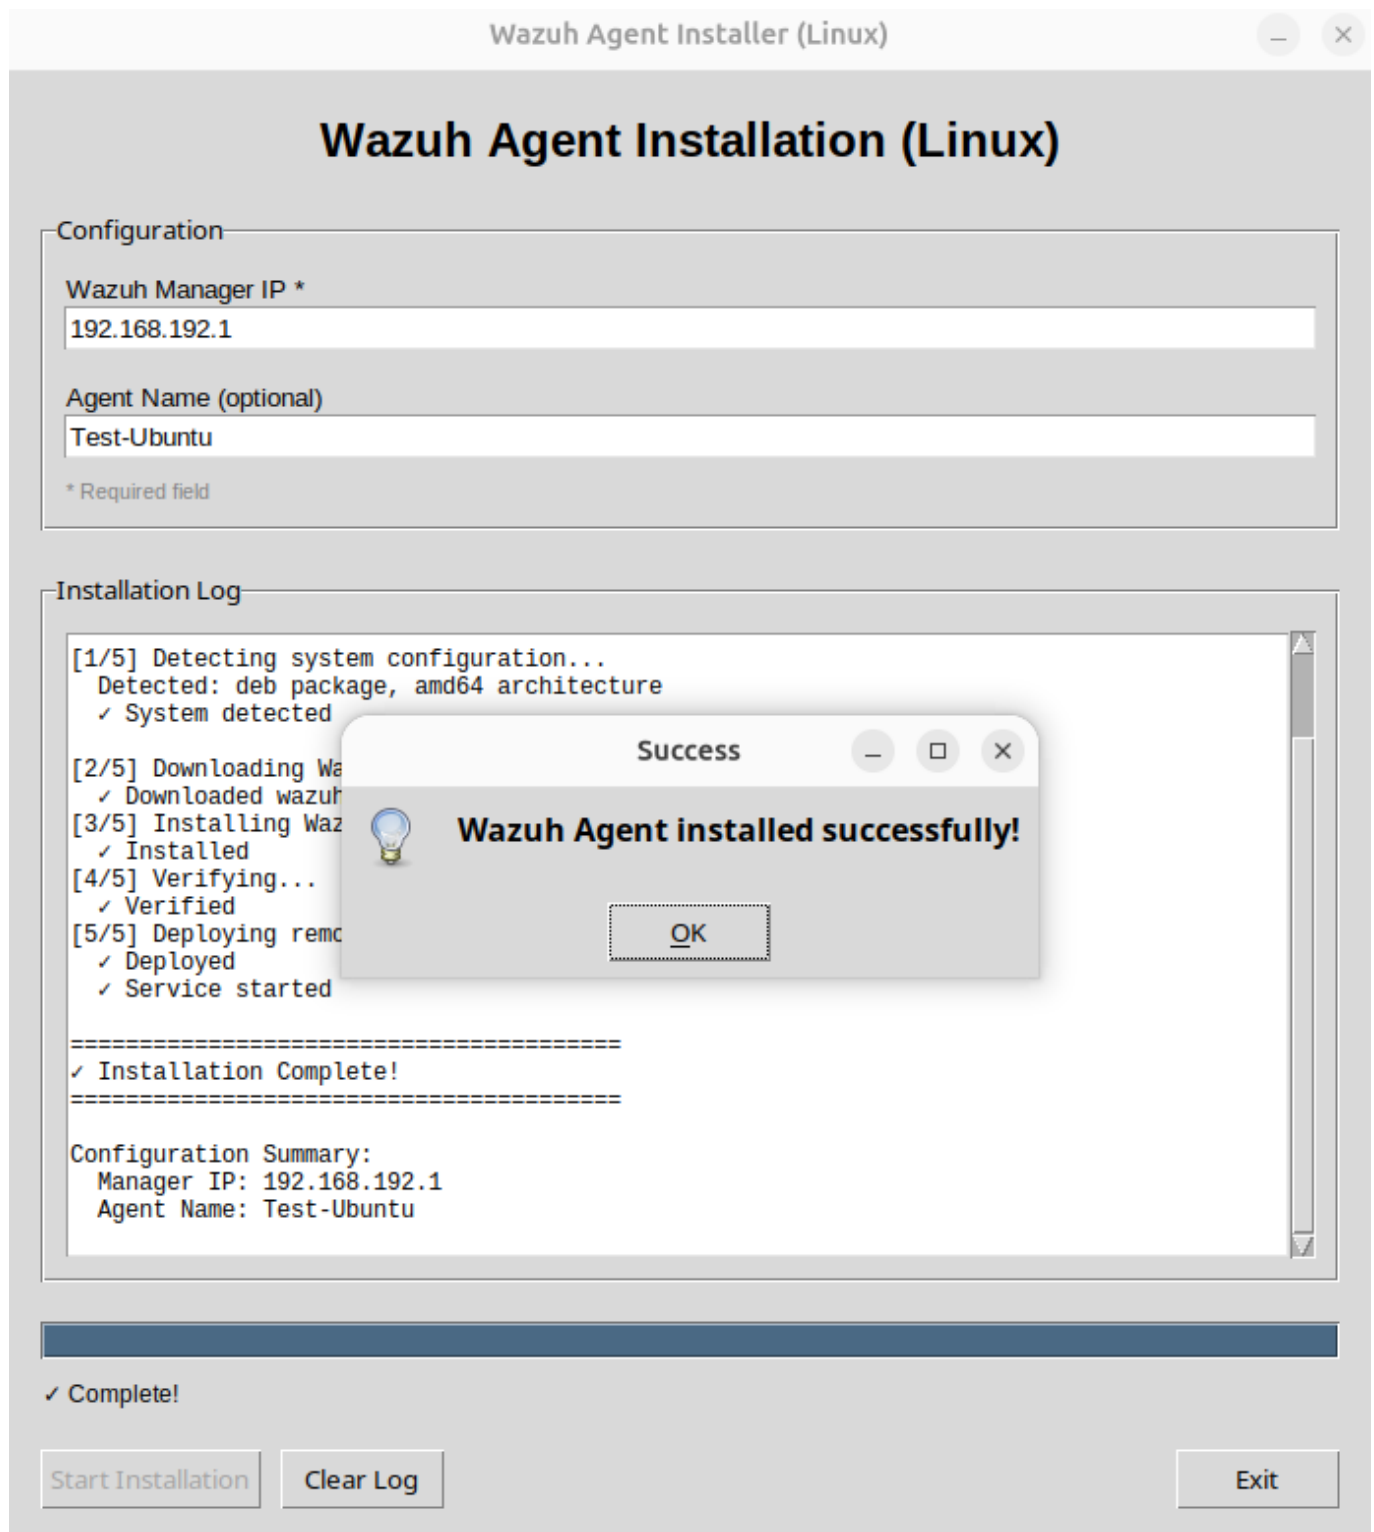 Wazuh Agent Installer (Linux)
Wazuh Agent Installation (Linux)
Configuration
Wazuh Manager IP *
192.168.192.1
Agent Name (optional)
Test-Ubuntu
* Required field
Installation Log
[1/5] Detecting system configuration...
Detected: deb package, amd64 architecture
✓ System detected
[2/5] Downloading
✓ Downloaded
[3/5] Installing
✓ Installed
[4/5] Verifying...
✓ Verified
[5/5] Deploying
✓ Deployed
✓ Service started
========================================
✓ Installation Complete!
========================================
Configuration Summary:
Manager IP: 192.168.192.1
Agent Name: Test-Ubuntu
Success
Wazuh Agent installed successfully!
OK
✓ Complete!
Start Installation
Clear Log
Exit